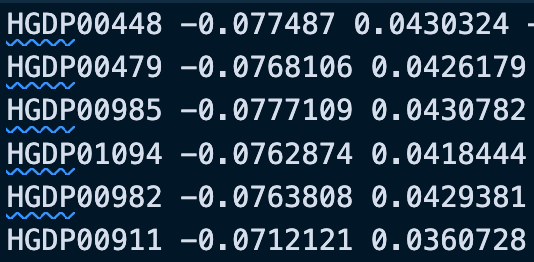 HGDP00448 -0.077487 0.0430324 -
HGDP00479 -0.0768106 0.0426179
HGDP00985 -0.0777109 0.0430782
HGDP01094 -0.0762874 0.0418444
HGDP00982 -0.0763808 0.0429381
HGDP00911 -0.0712121 0.0360728